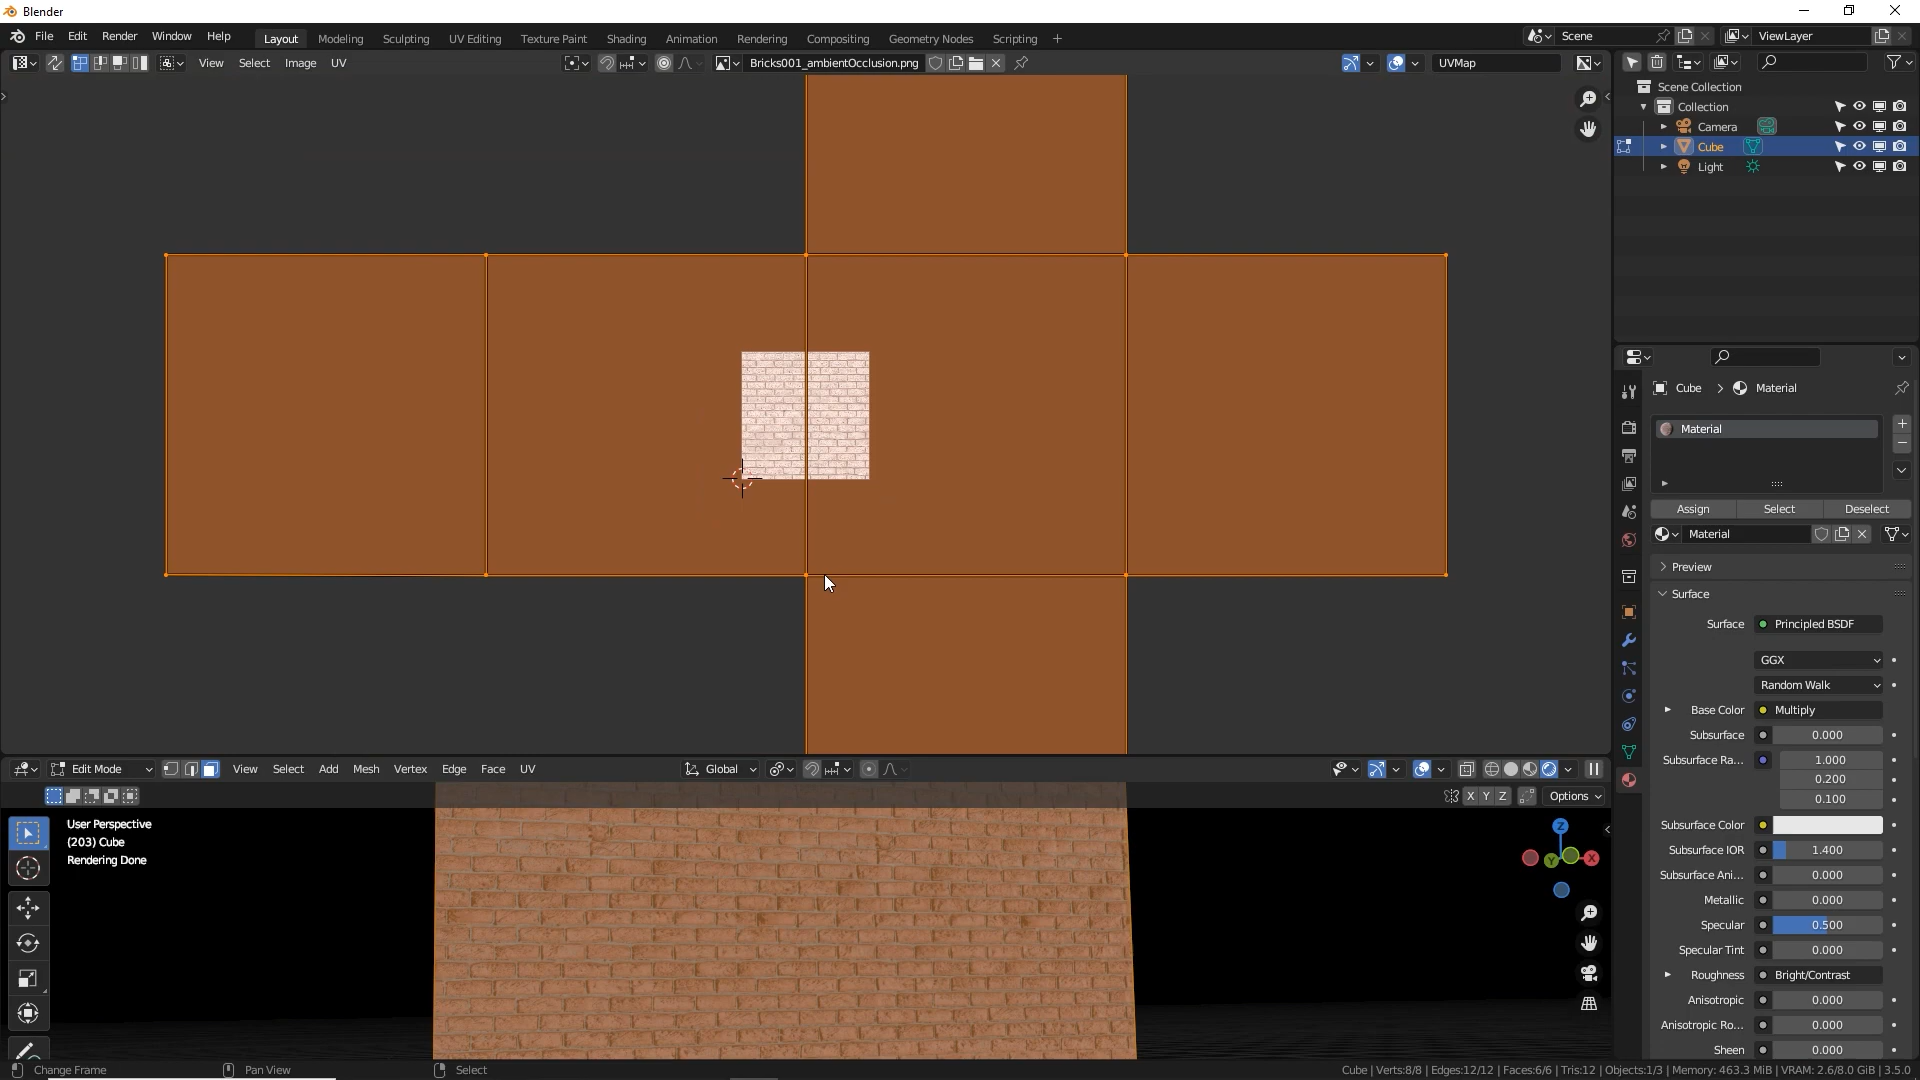 Blender
File Edit Render Window Help Layout Modeling Sculpting UV Editing Texture Paint Shading Animation Rendering Compositing Geometry Nodes Scripting + Scene ViewLayer
View Select Image UV Bricks001_ambientOcclusion.png UVMap
Scene Collection
Collection
Camera
Cube
Light
Cube > Material
Material
Assign Select Deselect
Material
Preview
Surface
Surface Principled BSDF
GGX
Random Walk
Base Color Multiply
Subsurface 0.000
Subsurface Ra... 1.000
0.200
0.100
Subsurface Color
Subsurface IOR 1.400
Subsurface Ani... 0.000
Metallic 0.000
Specular 0.500
Specular Tint 0.000
Roughness Bright/Contrast
Anisotropic 0.000
Anisotropic Ro... 0.000
Sheen 0.000
Edit Mode View Select Add Mesh Vertex Edge Face UV Global
X Y Z Options
User Perspective
(203) Cube
Rendering Done
Z
Y X
Change Frame Pan View Select Cube | Verts:8/8 | Edges:12/12 | Faces:6/6 | Tris:12 | Objects:1/3 | Memory: 463.3 MiB | VRAM: 2.6/8.0 GiB | 3.5.0